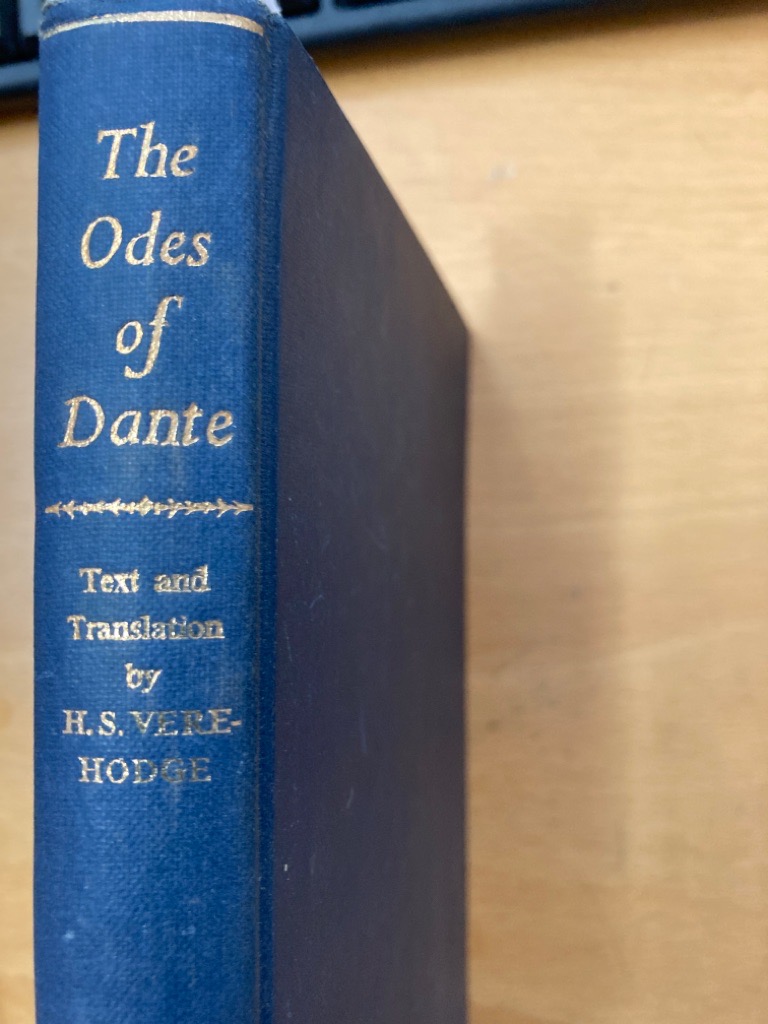 The
Odes
of
Dante
Text and
Translation
by
H. S. VERE-
HODGE